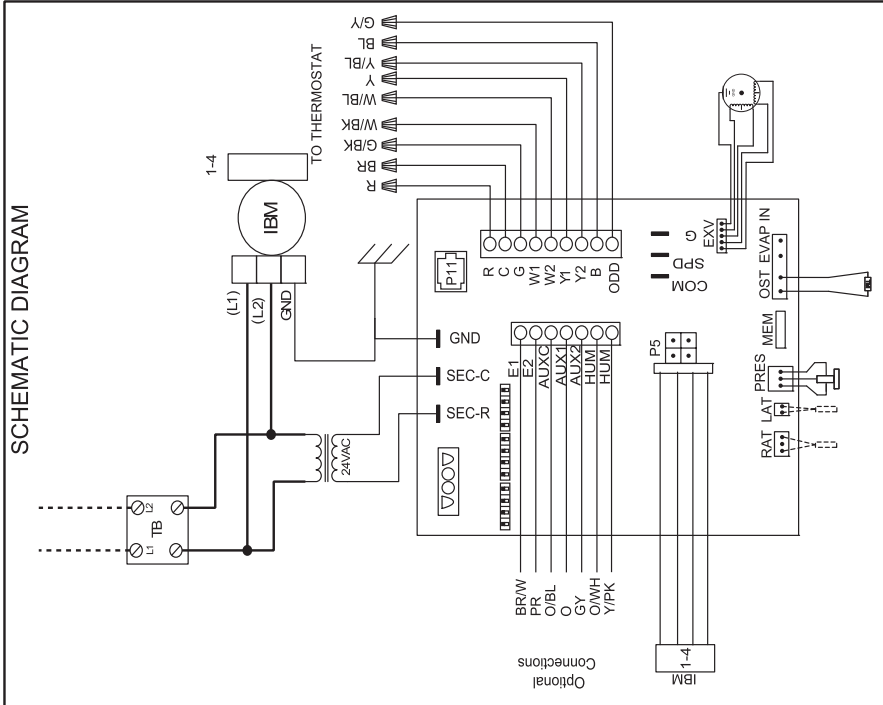 SCHEMATIC DIAGRAM
L1
L2
TB
24VAC
(L1)
(L2)
GND
IBM
1-4
TO THERMOSTAT
G/Y
BL
Y/BL
Y
W/BL
W/BK
G/BK
BR
R
GND
SEC-C
SEC-R
P11
R
C
G
W1
W2
Y1
Y2
B
ODD
E1
E2
AUXC
AUX1
AUX2
HUM
HUM
COM
SPD
G
EXV
P5
RAT
LAT
PRES
MEM
OST
EVAP IN
BR/W
PR
O/BL
O
GY
O/WH
Y/PK
Optional
Connections
IBM
1-4